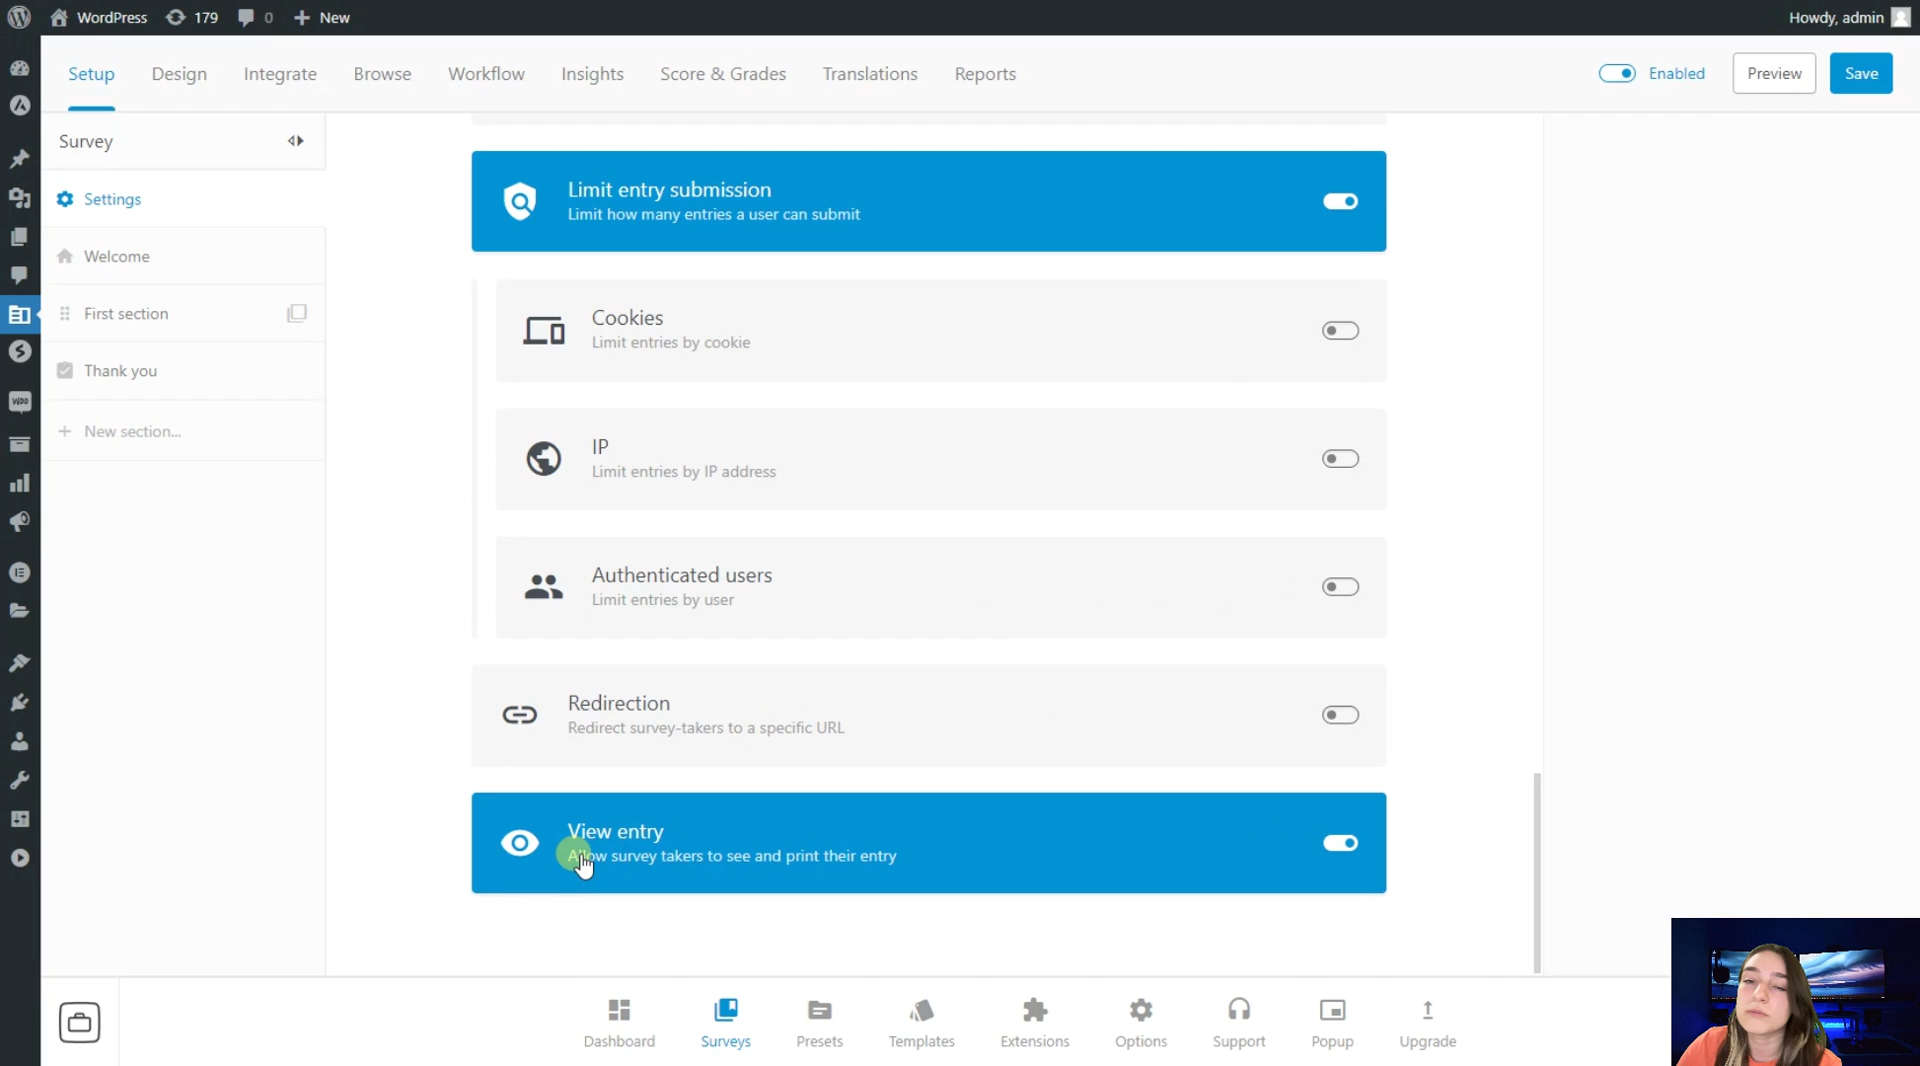 WordPress 179 0 New Howdy, admin
Setup Design Integrate Browse Workflow Insights Score & Grades Translations Reports Enabled Preview Save
Survey
Settings
Welcome
First section
Thank you
New section...
Limit entry submission
Limit how many entries a user can submit
Cookies
Limit entries by cookie
IP
Limit entries by IP address
Authenticated users
Limit entries by user
Redirection
Redirect survey-takers to a specific URL
View entry
Allow survey takers to see and print their entry
Dashboard Surveys Presets Templates Extensions Options Support Popup Upgrade